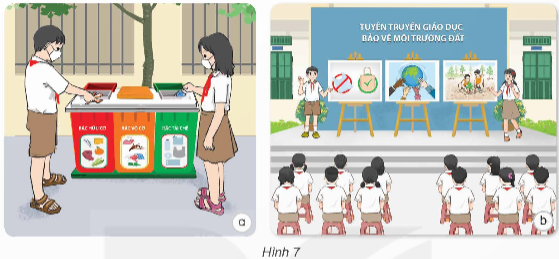 TUYÊN TRUYỀN GIÁO DỤC
BẢO VỆ MÔI TRƯỜNG ĐẤT
RÁC HỮU CƠ
RÁC VÔ CƠ
RÁC TÁI CHẾ
a
b
Hình 7